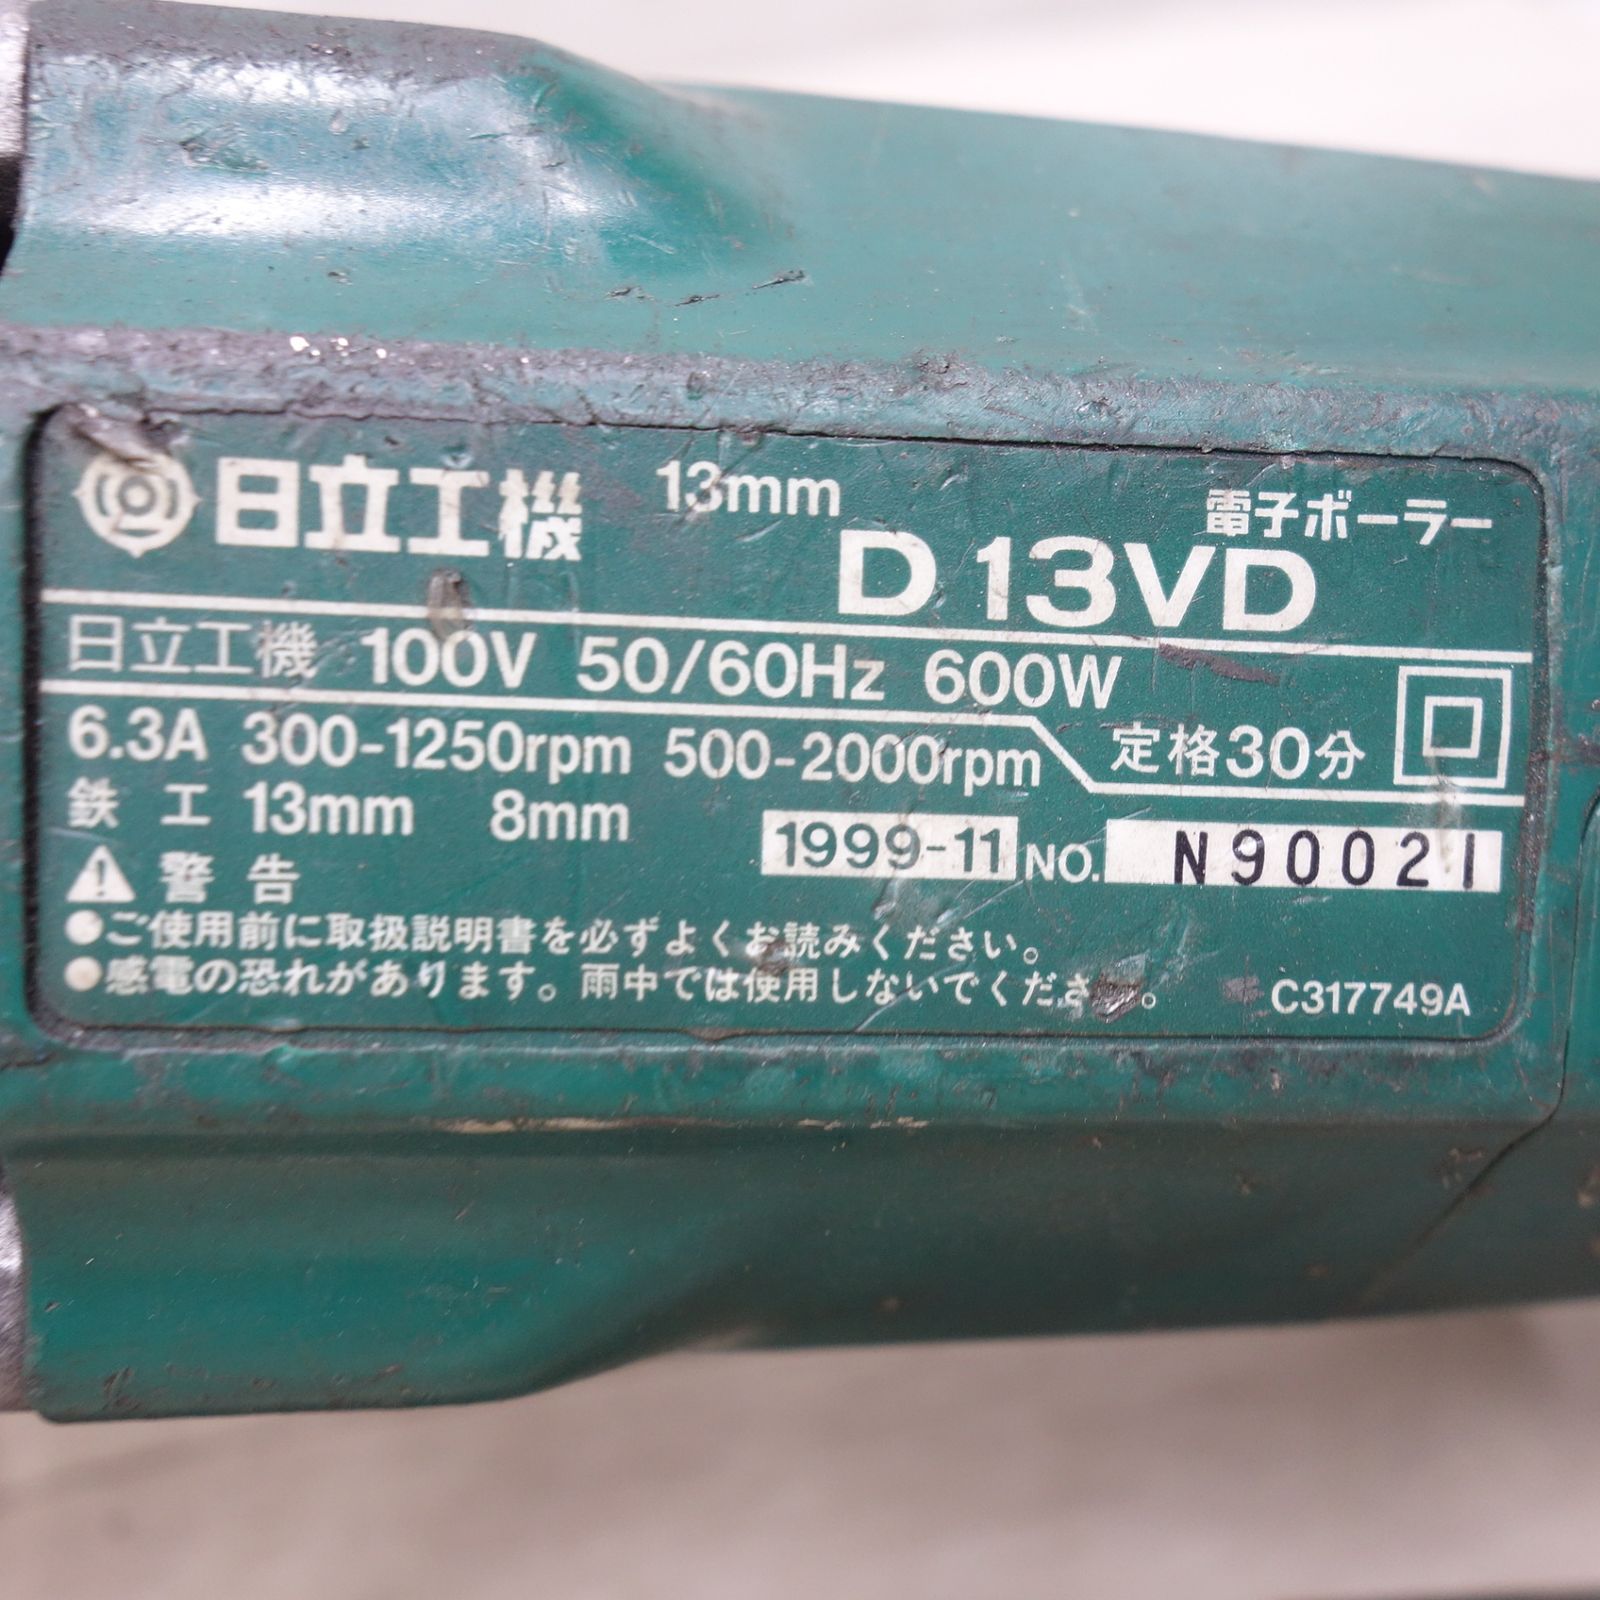 日立工機 13mm 電子ボーラー
D13VD
日立工機 100V 50/60Hz 600W
6.3A 300-1250rpm 500-2000rpm 定格30分
鉄工 13mm 8mm
1999-11 NO. N90021
警告
●ご使用前に取扱説明書を必ずよくお読みください。
●感電の恐れがあります。雨中では使用しないでください。
C317749A